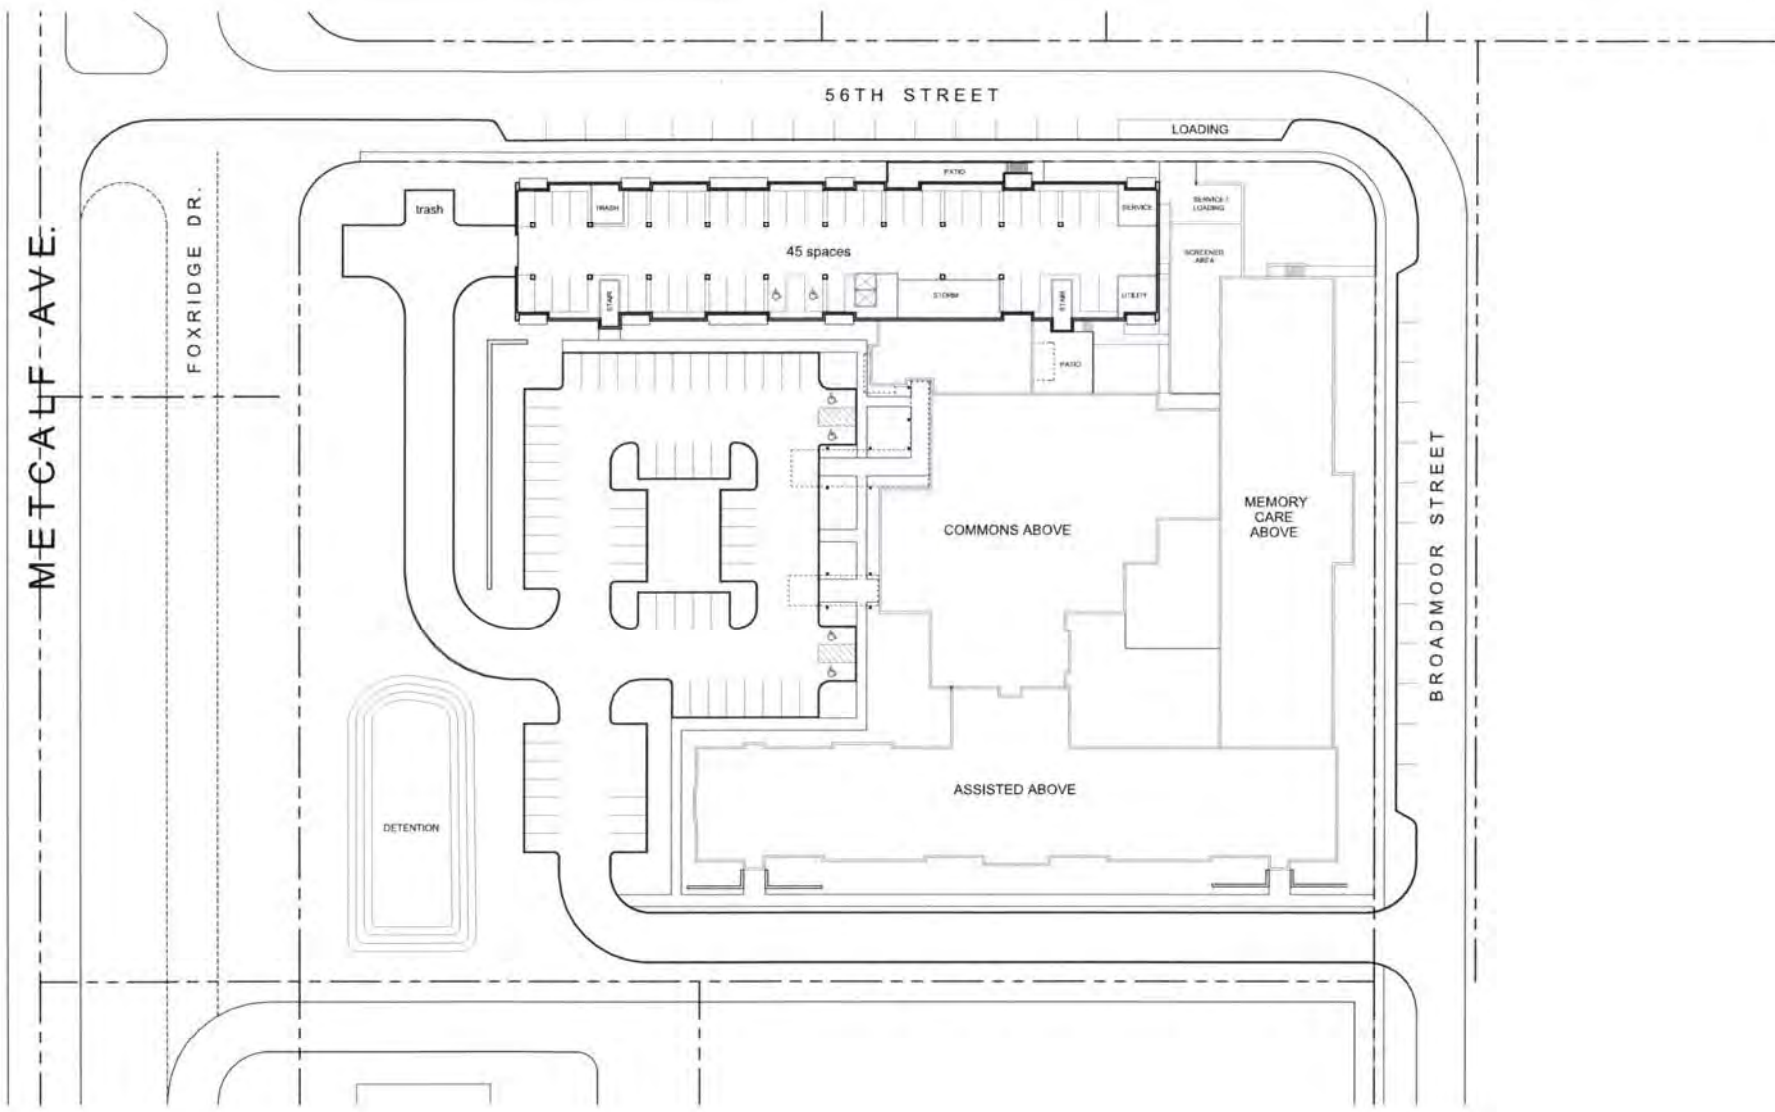 56TH STREET
LOADING
METCALF AVE.
FOXRIDGE DR.
trash
TRASH
PATIO
SERVICE
SERVICE /
LOADING
SCREENED
AREA
45 spaces
STAIR
STORM
STAIR
UTILITY
PATIO
COMMONS ABOVE
MEMORY
CARE
ABOVE
BROADMOOR STREET
ASSISTED ABOVE
DETENTION